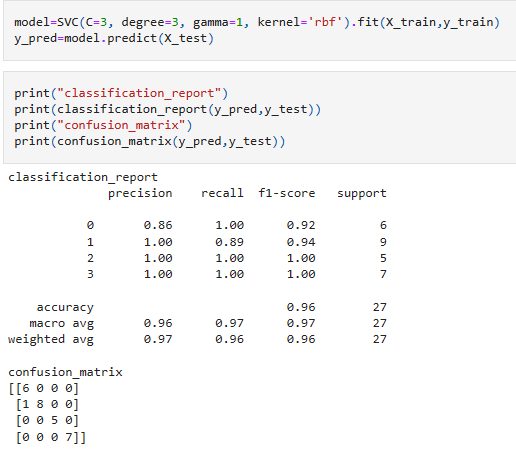 model=SVC(C=3, degree=3, gamma=1, kernel='rbf').fit(X_train,y_train)
y_pred=model.predict(X_test)
print("classification_report")
print(classification_report(y_pred,y_test))
print("confusion_matrix")
print(confusion_matrix(y_pred,y_test))
classification_report
precision recall f1-score support
0 0.86 1.00 0.92 6
1 1.00 0.89 0.94 9
2 1.00 1.00 1.00 5
3 1.00 1.00 1.00 7
accuracy 0.96 27
macro avg 0.96 0.97 0.97 27
weighted avg 0.97 0.96 0.96 27
confusion_matrix
[[6 0 0 0]
[1 8 0 0]
[0 0 5 0]
[0 0 0 7]]